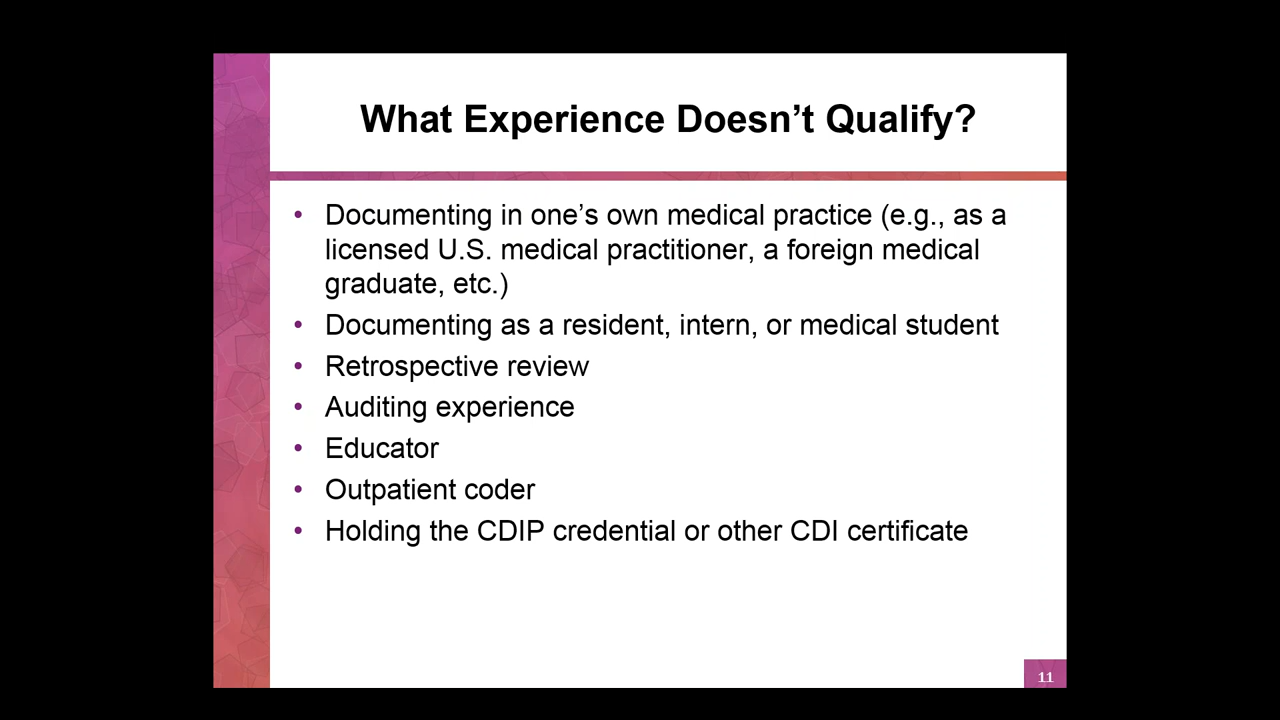 What Experience Doesn’t Qualify?
• Documenting in one’s own medical practice (e.g., as a
licensed U.S. medical practitioner, a foreign medical
graduate, etc.)
• Documenting as a resident, intern, or medical student
• Retrospective review
• Auditing experience
• Educator
• Outpatient coder
• Holding the CDIP credential or other CDI certificate
11